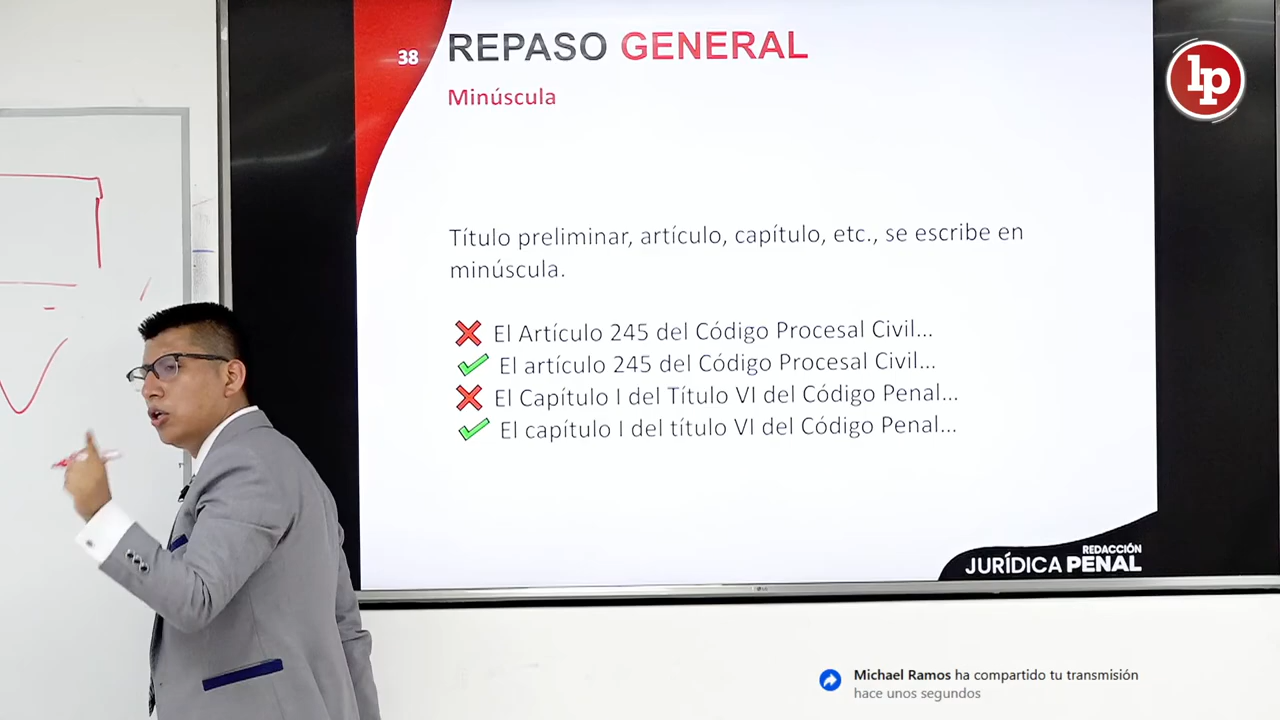 38
REPASO GENERAL
Minúscula
lp
Título preliminar, artículo, capítulo, etc., se escribe en
minúscula.
El Artículo 245 del Código Procesal Civil...
El artículo 245 del Código Procesal Civil...
El Capítulo I del Título VI del Código Penal...
El capítulo I del título VI del Código Penal...
REDACCIÓN
JURÍDICA PENAL
LG
Michael Ramos ha compartido tu transmisión
hace unos segundos